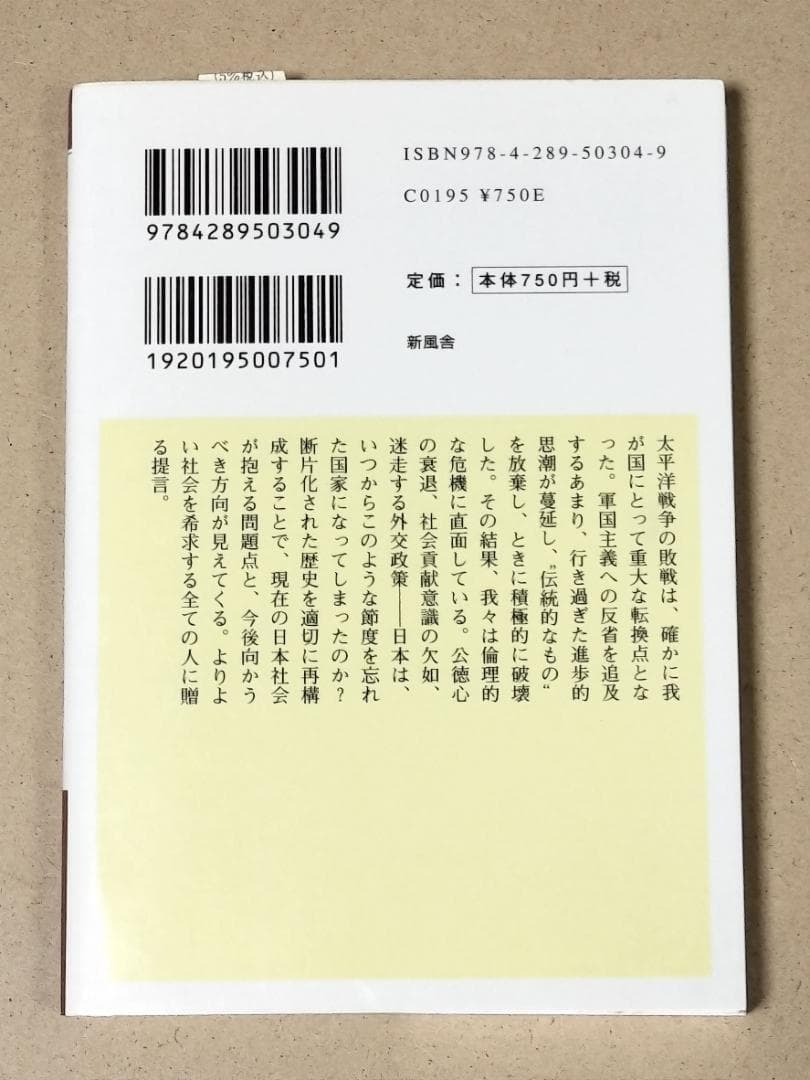 (5%税込)
ISBN978-4-289-50304-9
C0195 ¥750E
9784289503049
定価：本体750円+税
1920195007501
新風舎
太平洋戦争の敗戦は、確かに我
が国にとって重大な転換点とな
った。軍国主義への反省を追及
するあまり、行き過ぎた進歩的
思潮が蔓延し、„伝統的なもの“
を放棄し、ときに積極的に破壊
した。その結果、我々は倫理的
な危機に直面している。公徳心
の衰退、社会貢献意識の欠如、
迷走する外交政策――日本は、
いつからこのような節度を忘れ
た国家になってしまったのか?
断片化された歴史を適切に再構
成することで、現在の日本社会
が抱える問題点と、今後向かう
べき方向が見えてくる。よりよ
い社会を希求する全ての人に贈
る提言。